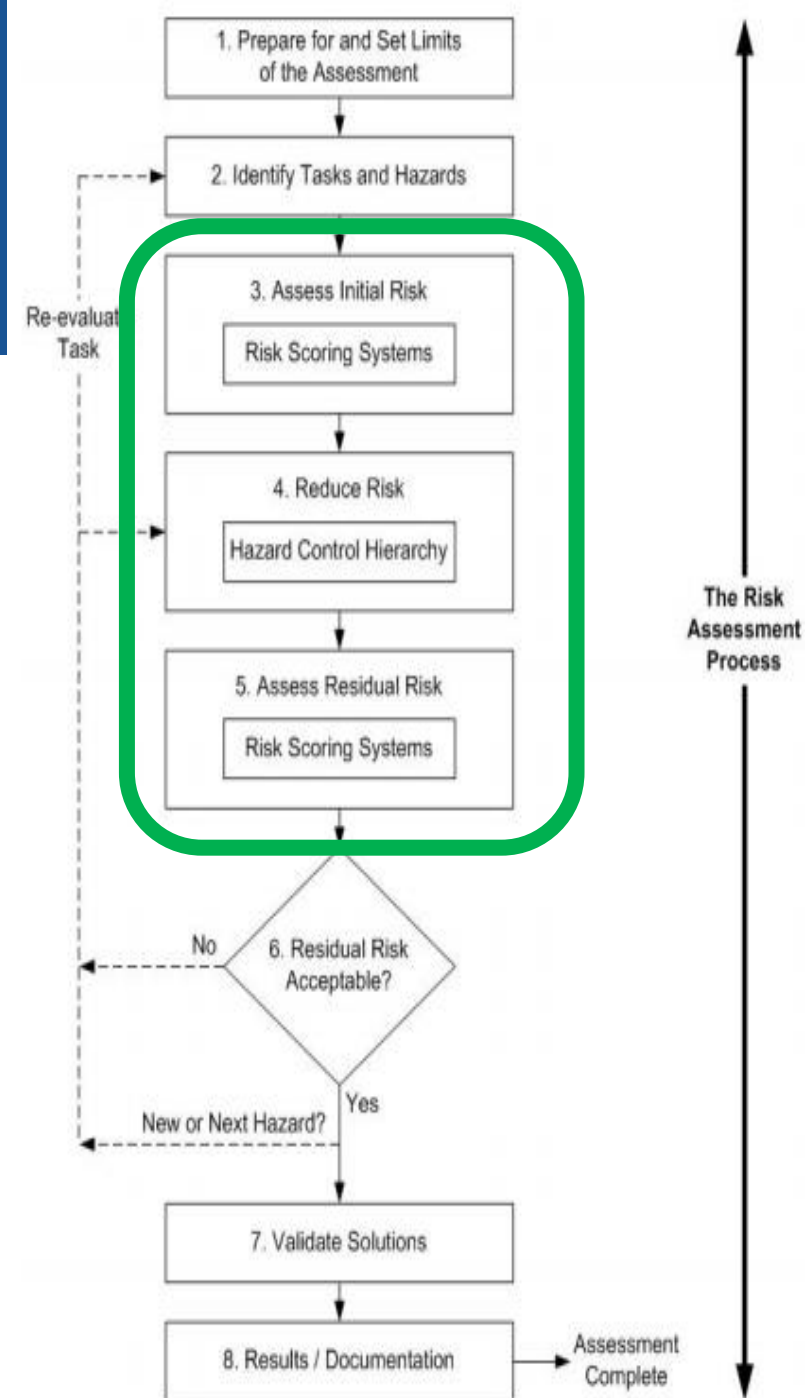 1. Prepare for and Set Limits
of the Assessment
2. Identify Tasks and Hazards
3. Assess Initial Risk
Risk Scoring Systems
Re-evaluat
Task
4. Reduce Risk
Hazard Control Hierarchy
The Risk
Assessment
Process
5. Assess Residual Risk
Risk Scoring Systems
No
6. Residual Risk
Acceptable?
Yes
New or Next Hazard?
7. Validate Solutions
8. Results / Documentation
Assessment
Complete